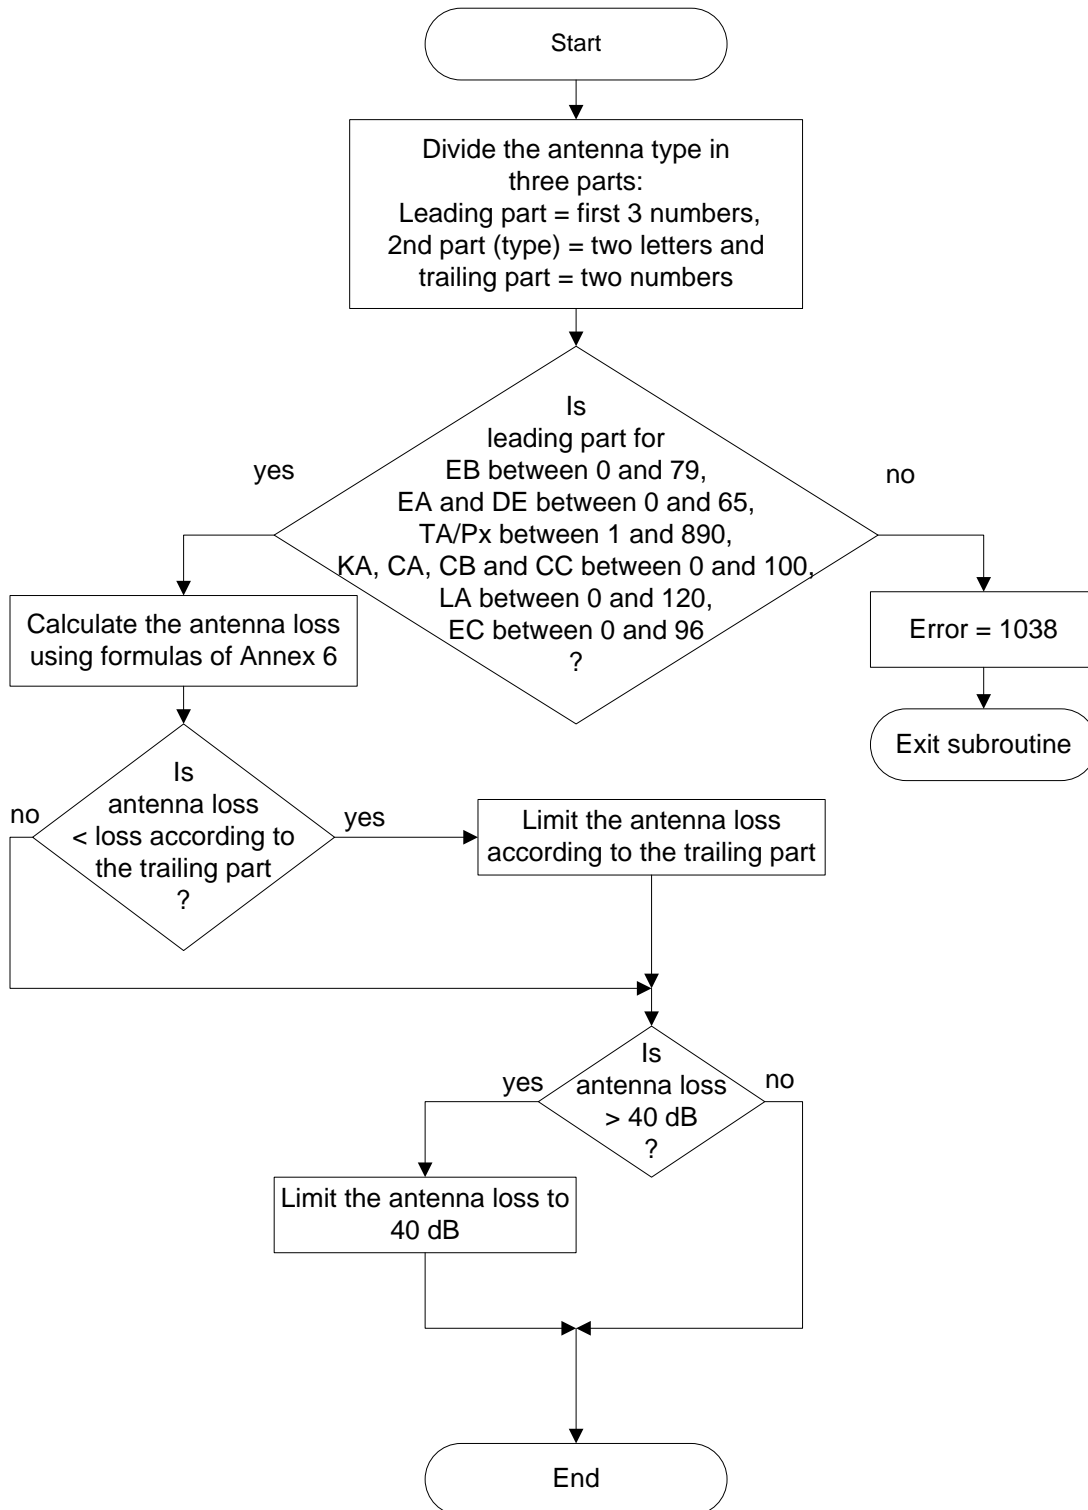 Start
Divide the antenna type in
three parts:
Leading part = first 3 numbers,
2nd part (type) = two letters and
trailing part = two numbers
Is
leading part for
EB between 0 and 79,
EA and DE between 0 and 65,
TA/Px between 1 and 890,
KA, CA, CB and CC between 0 and 100,
LA between 0 and 120,
EC between 0 and 96
?
yes
no
Calculate the antenna loss
using formulas of Annex 6
Error = 1038
Exit subroutine
Is
antenna loss
< loss according to
the trailing part
?
no
yes
Limit the antenna loss
according to the trailing part
Is
antenna loss
> 40 dB
?
yes
no
Limit the antenna loss to
40 dB
End